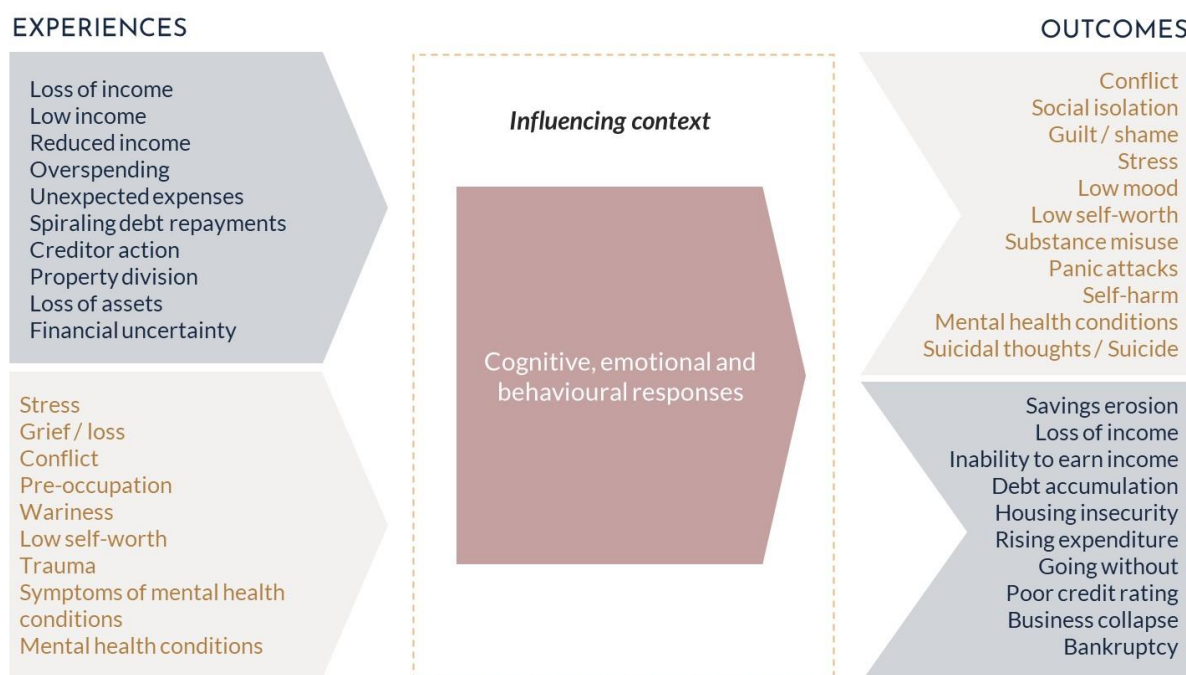 EXPERIENCES
Loss of income
Low income
Reduced income
Overspending
Unexpected expenses
Spiraling debt repayments
Creditor action
Property division
Loss of assets
Financial uncertainty
Stress
Grief / loss
Conflict
Pre-occupation
Wariness
Low self-worth
Trauma
Symptoms of mental health
conditions
Mental health conditions
Influencing context
Cognitive, emotional and
behavioural responses
OUTCOMES
Conflict
Social isolation
Guilt / shame
Stress
Low mood
Low self-worth
Substance misuse
Panic attacks
Self-harm
Mental health conditions
Suicidal thoughts / Suicide
Savings erosion
Loss of income
Inability to earn income
Debt accumulation
Housing insecurity
Rising expenditure
Going without
Poor credit rating
Business collapse
Bankruptcy